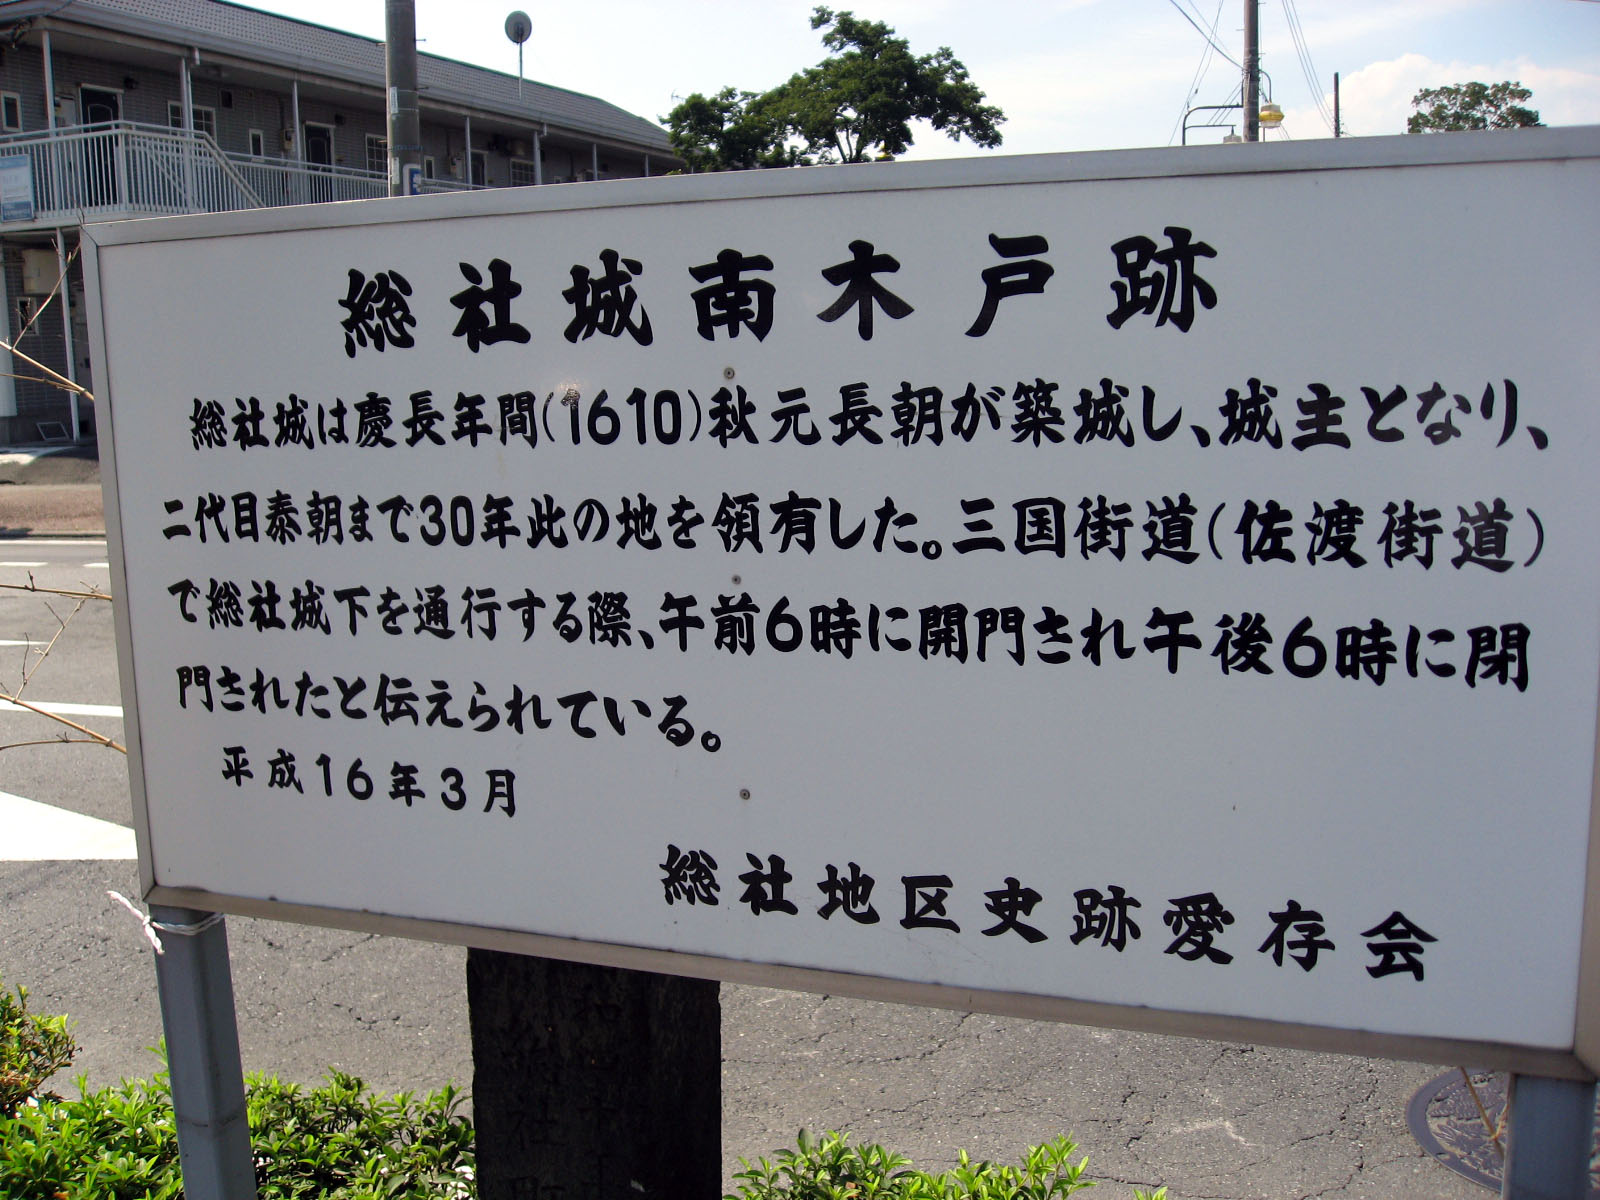 総社城南木戸跡
総社城は慶長年間(1610)秋元長朝が築城し、城主となり、
二代目泰朝まで30年此の地を領有した。三国街道(佐渡街道)
で総社城下を通行する際、午前6時に開門され午後6時に閉
門されたと伝えられている。
平成16年3月
総社地区史跡愛存会